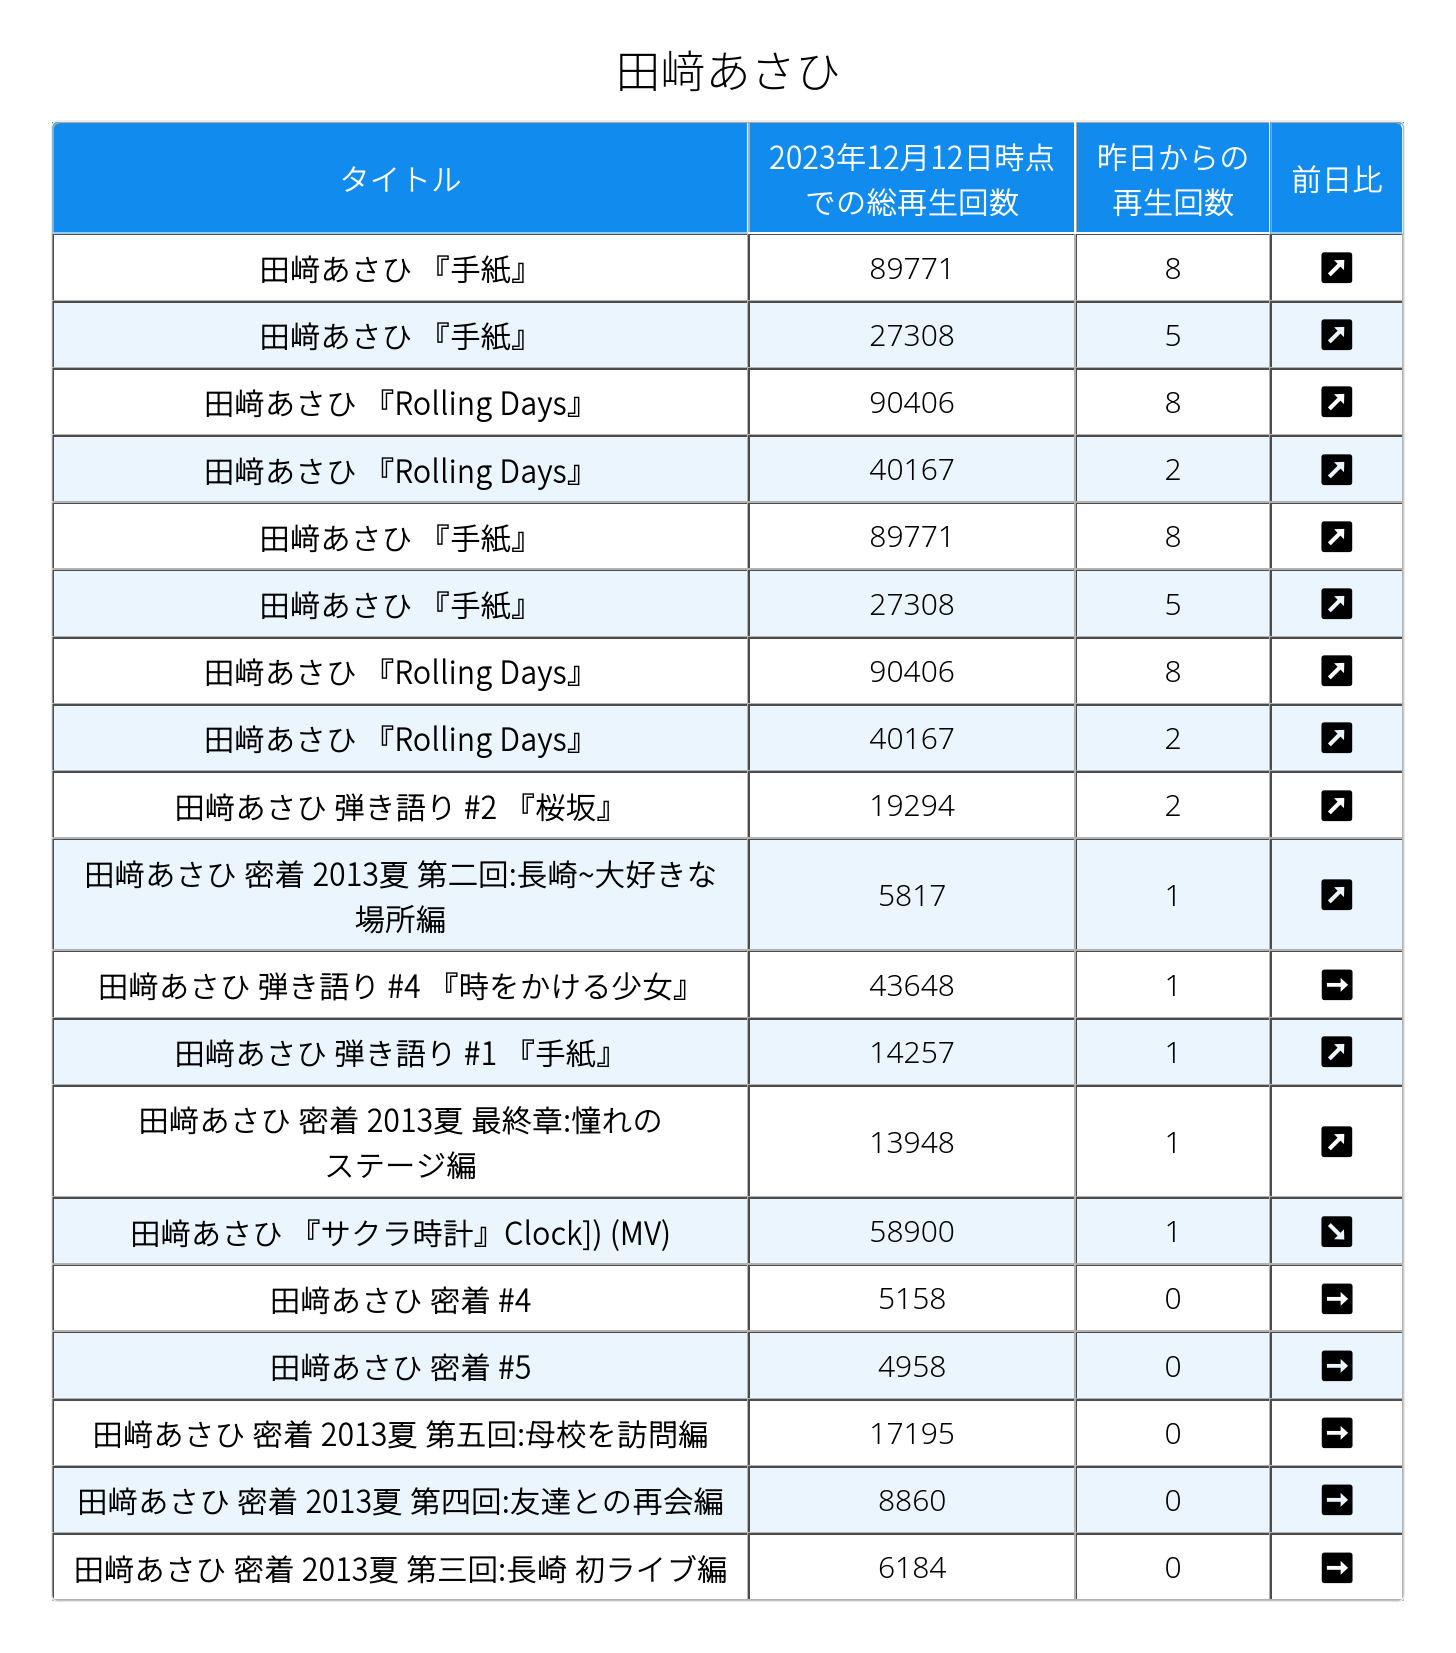 田﨑あさひ
タイトル 2023年12月12日時点 昨日からの 前日比
での総再生回数 再生回数
田﨑あさひ 『手紙』 89771 8 ↗
田﨑あさひ 『手紙』 27308 5 ↗
田﨑あさひ 『Rolling Days』 90406 8 ↗
田﨑あさひ 『Rolling Days』 40167 2 ↗
田﨑あさひ 『手紙』 89771 8 ↗
田﨑あさひ 『手紙』 27308 5 ↗
田﨑あさひ 『Rolling Days』 90406 8 ↗
田﨑あさひ 『Rolling Days』 40167 2 ↗
田﨑あさひ 弾き語り #2 『桜坂』 19294 2 ↗
田﨑あさひ 密着 2013夏 第二回:長崎~大好きな
場所編 5817 1 ↗
田﨑あさひ 弾き語り #4 『時をかける少女』 43648 1 →
田﨑あさひ 弾き語り #1 『手紙』 14257 1 ↗
田﨑あさひ 密着 2013夏 最終章:憧れの
ステージ編 13948 1 ↗
田﨑あさひ 『サクラ時計』Clock]) (MV) 58900 1 ↘
田﨑あさひ 密着 #4 5158 0 →
田﨑あさひ 密着 #5 4958 0 →
田﨑あさひ 密着 2013夏 第五回:母校を訪問編 17195 0 →
田﨑あさひ 密着 2013夏 第四回:友達との再会編 8860 0 →
田﨑あさひ 密着 2013夏 第三回:長崎 初ライブ編 6184 0 →